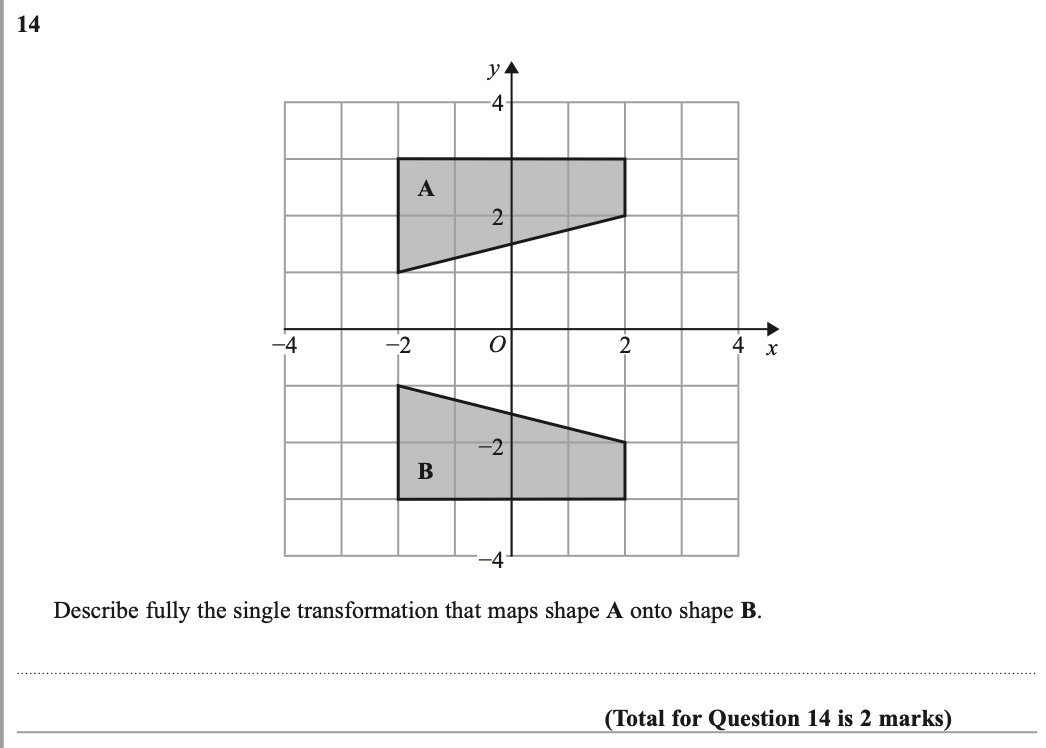 14
y
4
A
2
−4
−2
O
2
4
x
−2
B
−4
Describe fully the single transformation that maps shape A onto shape B.
(Total for Question 14 is 2 marks)